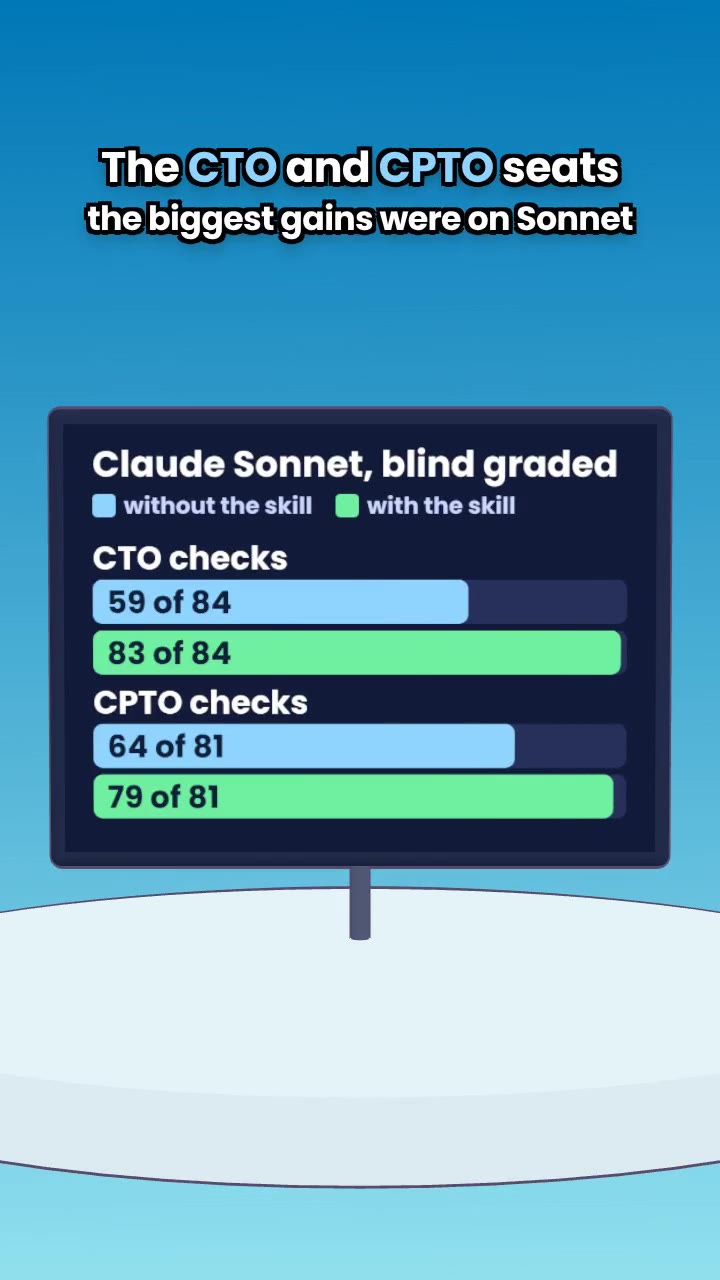 The CTO and CPTO seats
the biggest gains were on Sonnet
Claude Sonnet, blind graded
without the skill with the skill
CTO checks
59 of 84
83 of 84
CPTO checks
64 of 81
79 of 81